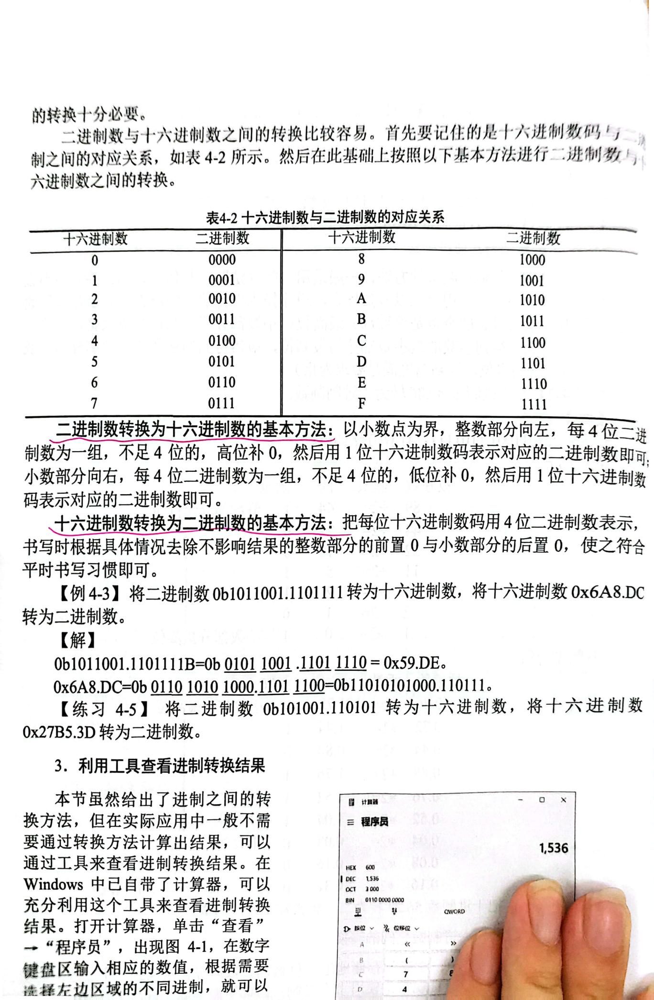 的转换十分必要。
二进制数与十六进制数之间的转换比较容易。首先要记住的是十六进制数码与二
制之间的对应关系，如表 4-2 所示。然后在此基础上按照以下基本方法进行二进制数与
六进制数之间的转换。
表4-2 十六进制数与二进制数的对应关系
十六进制数 二进制数 十六进制数 二进制数
0 0000 8 1000
1 0001 9 1001
2 0010 A 1010
3 0011 B 1011
4 0100 C 1100
5 0101 D 1101
6 0110 E 1110
7 0111 F 1111
二进制数转换为十六进制数的基本方法：以小数点为界，整数部分向左，每 4 位二进
制数为一组，不足 4 位的，高位补 0，然后用 1 位十六进制数码表示对应的二进制数即可；
小数部分向右，每 4 位二进制数为一组，不足 4 位的，低位补 0，然后用 1 位十六进制数
码表示对应的二进制数即可。
十六进制数转换为二进制数的基本方法：把每位十六进制数码用 4 位二进制数表示，
书写时根据具体情况去除不影响结果的整数部分的前置 0 与小数部分的后置 0，使之符合
平时书写习惯即可。
【例 4-3】将二进制数 0b1011001.1101111 转为十六进制数，将十六进制数 0x6A8.DC
转为二进制数。
【解】
0b1011001.1101111B=0b 0101 1001 .1101 1110 = 0x59.DE。
0x6A8.DC=0b 0110 1010 1000.1101 1100=0b11010101000.110111。
【练习 4-5】 将二进制数 0b101001.110101 转为十六进制数，将十六进制数
0x27B5.3D 转为二进制数。
3．利用工具查看进制转换结果
本节虽然给出了进制之间的转
换方法，但在实际应用中一般不需
要通过转换方法计算出结果，可以
通过工具来查看进制转换结果。在
Windows 中已自带了计算器，可以
充分利用这个工具来查看进制转换
结果。打开计算器，单击“查看”
→“程序员”，出现图 4-1，在数字
键盘区输入相应的数值，根据需要
选择左边区域的不同进制，就可以
计算器
程序员
1,536
HEX 600
DEC 1,536
OCT 3 000
BIN 0110 0000 0000
QWORD
按位 位移位
A « »
B ( )
C 7
D 4